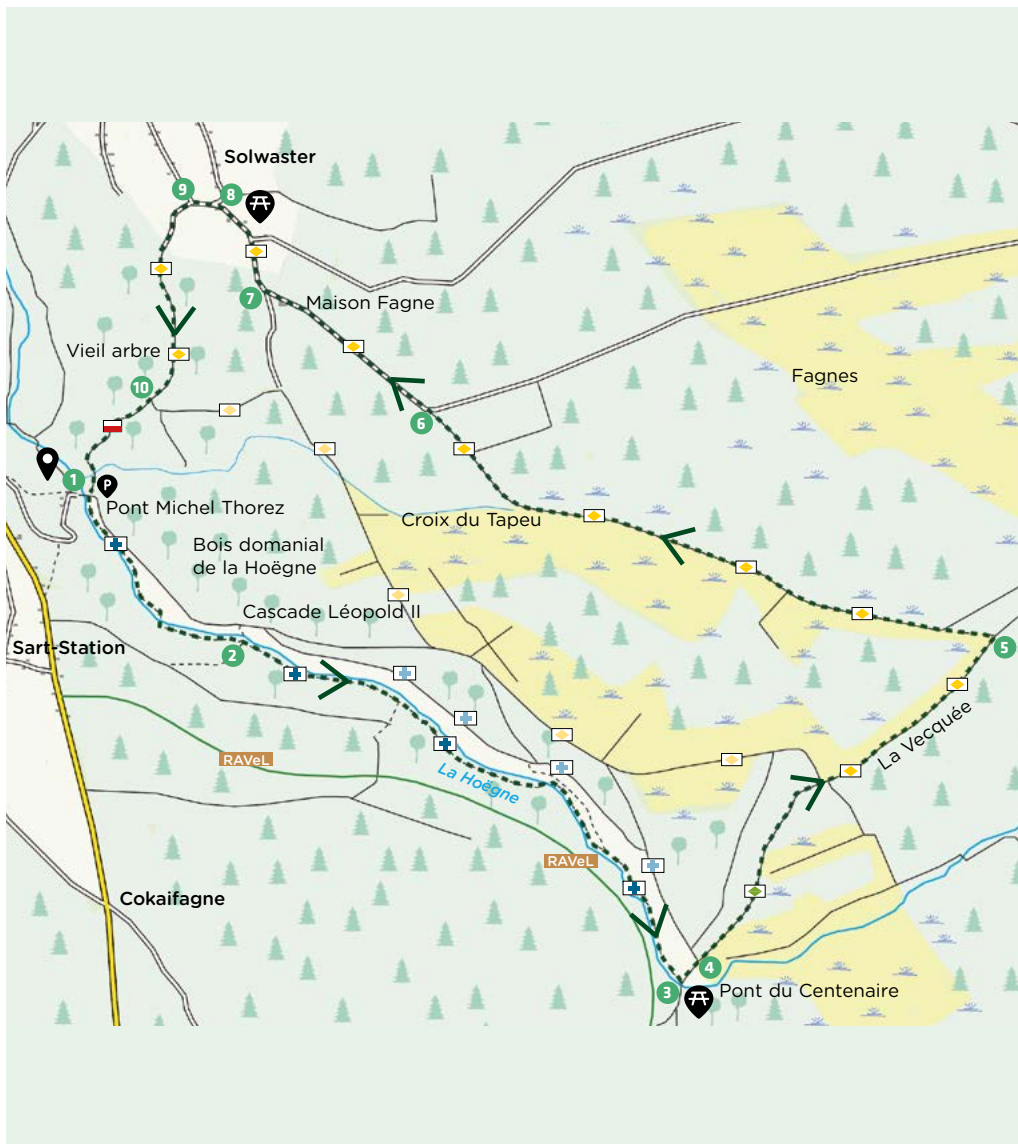 Solwaster
9
8
7
Maison Fagne
Vieil arbre
10
Fagnes
6
1
P
Pont Michel Thorez
Croix du Tapeu
Bois domanial
de la Hoëgne
Cascade Léopold II
Sart-Station
2
5
La Vecquée
RAVeL
La Hoëgne
RAVeL
Cokaifagne
4
3
Pont du Centenaire